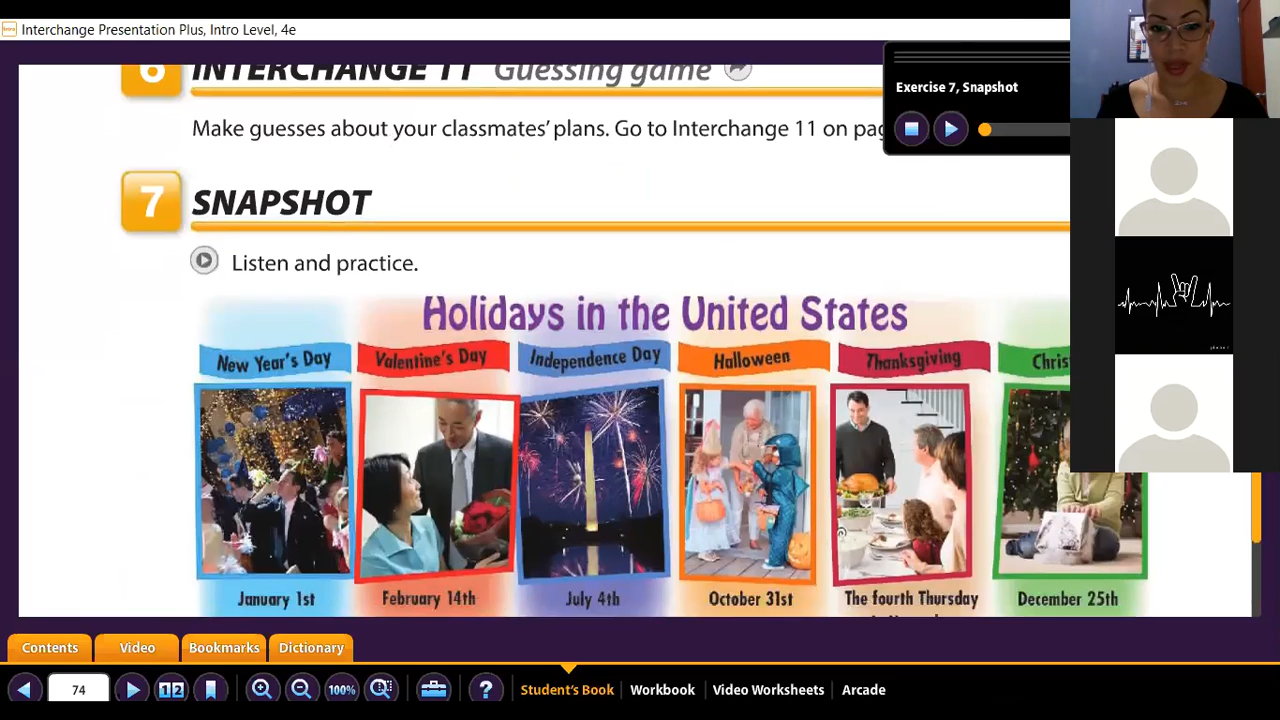 Interchange Presentation Plus, Intro Level, 4e
6 INTERCHANGE 11 Guessing game
Exercise 7, Snapshot
Make guesses about your classmates' plans. Go to Interchange 11 on
7 SNAPSHOT
Listen and practice.
Holidays in the United States
New Year's Day Valentine's Day Independence Day Halloween Thanksgiving
January 1st February 14th July 4th October 31st The fourth Thursday December 25th
Contents Video Bookmarks Dictionary
74 12 100% ? Student's Book Workbook Video Worksheets Arcade